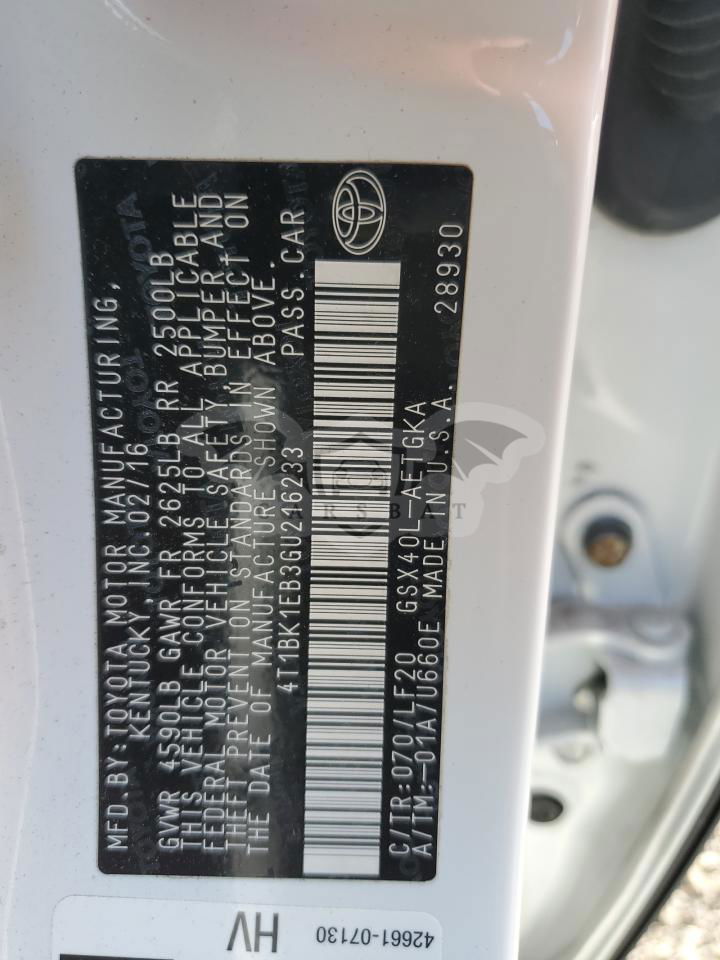 MFD BY:TOYOTA MOTOR MANUFACTURING,
KENTUCKY, INC. 02/16
GVWR 4590LB GAWR FR 2625LB RR 2500LB
THIS VEHICLE CONFORMS TO ALL APPLICABLE
FEDERAL MOTOR VEHICLE SAFETY, BUMPER, AND
THEFT PREVENTION STANDARDS IN EFFECT ON
THE DATE OF MANUFACTURE SHOWN ABOVE.
4T1BK1EB3GU226233 PASS.CAR
C/TR:070/LF20 GSX40L-AETGKA
A/TM:-01A/U660E MADE IN U.S.A. 28930
HV
42661-07130
ARSBAT